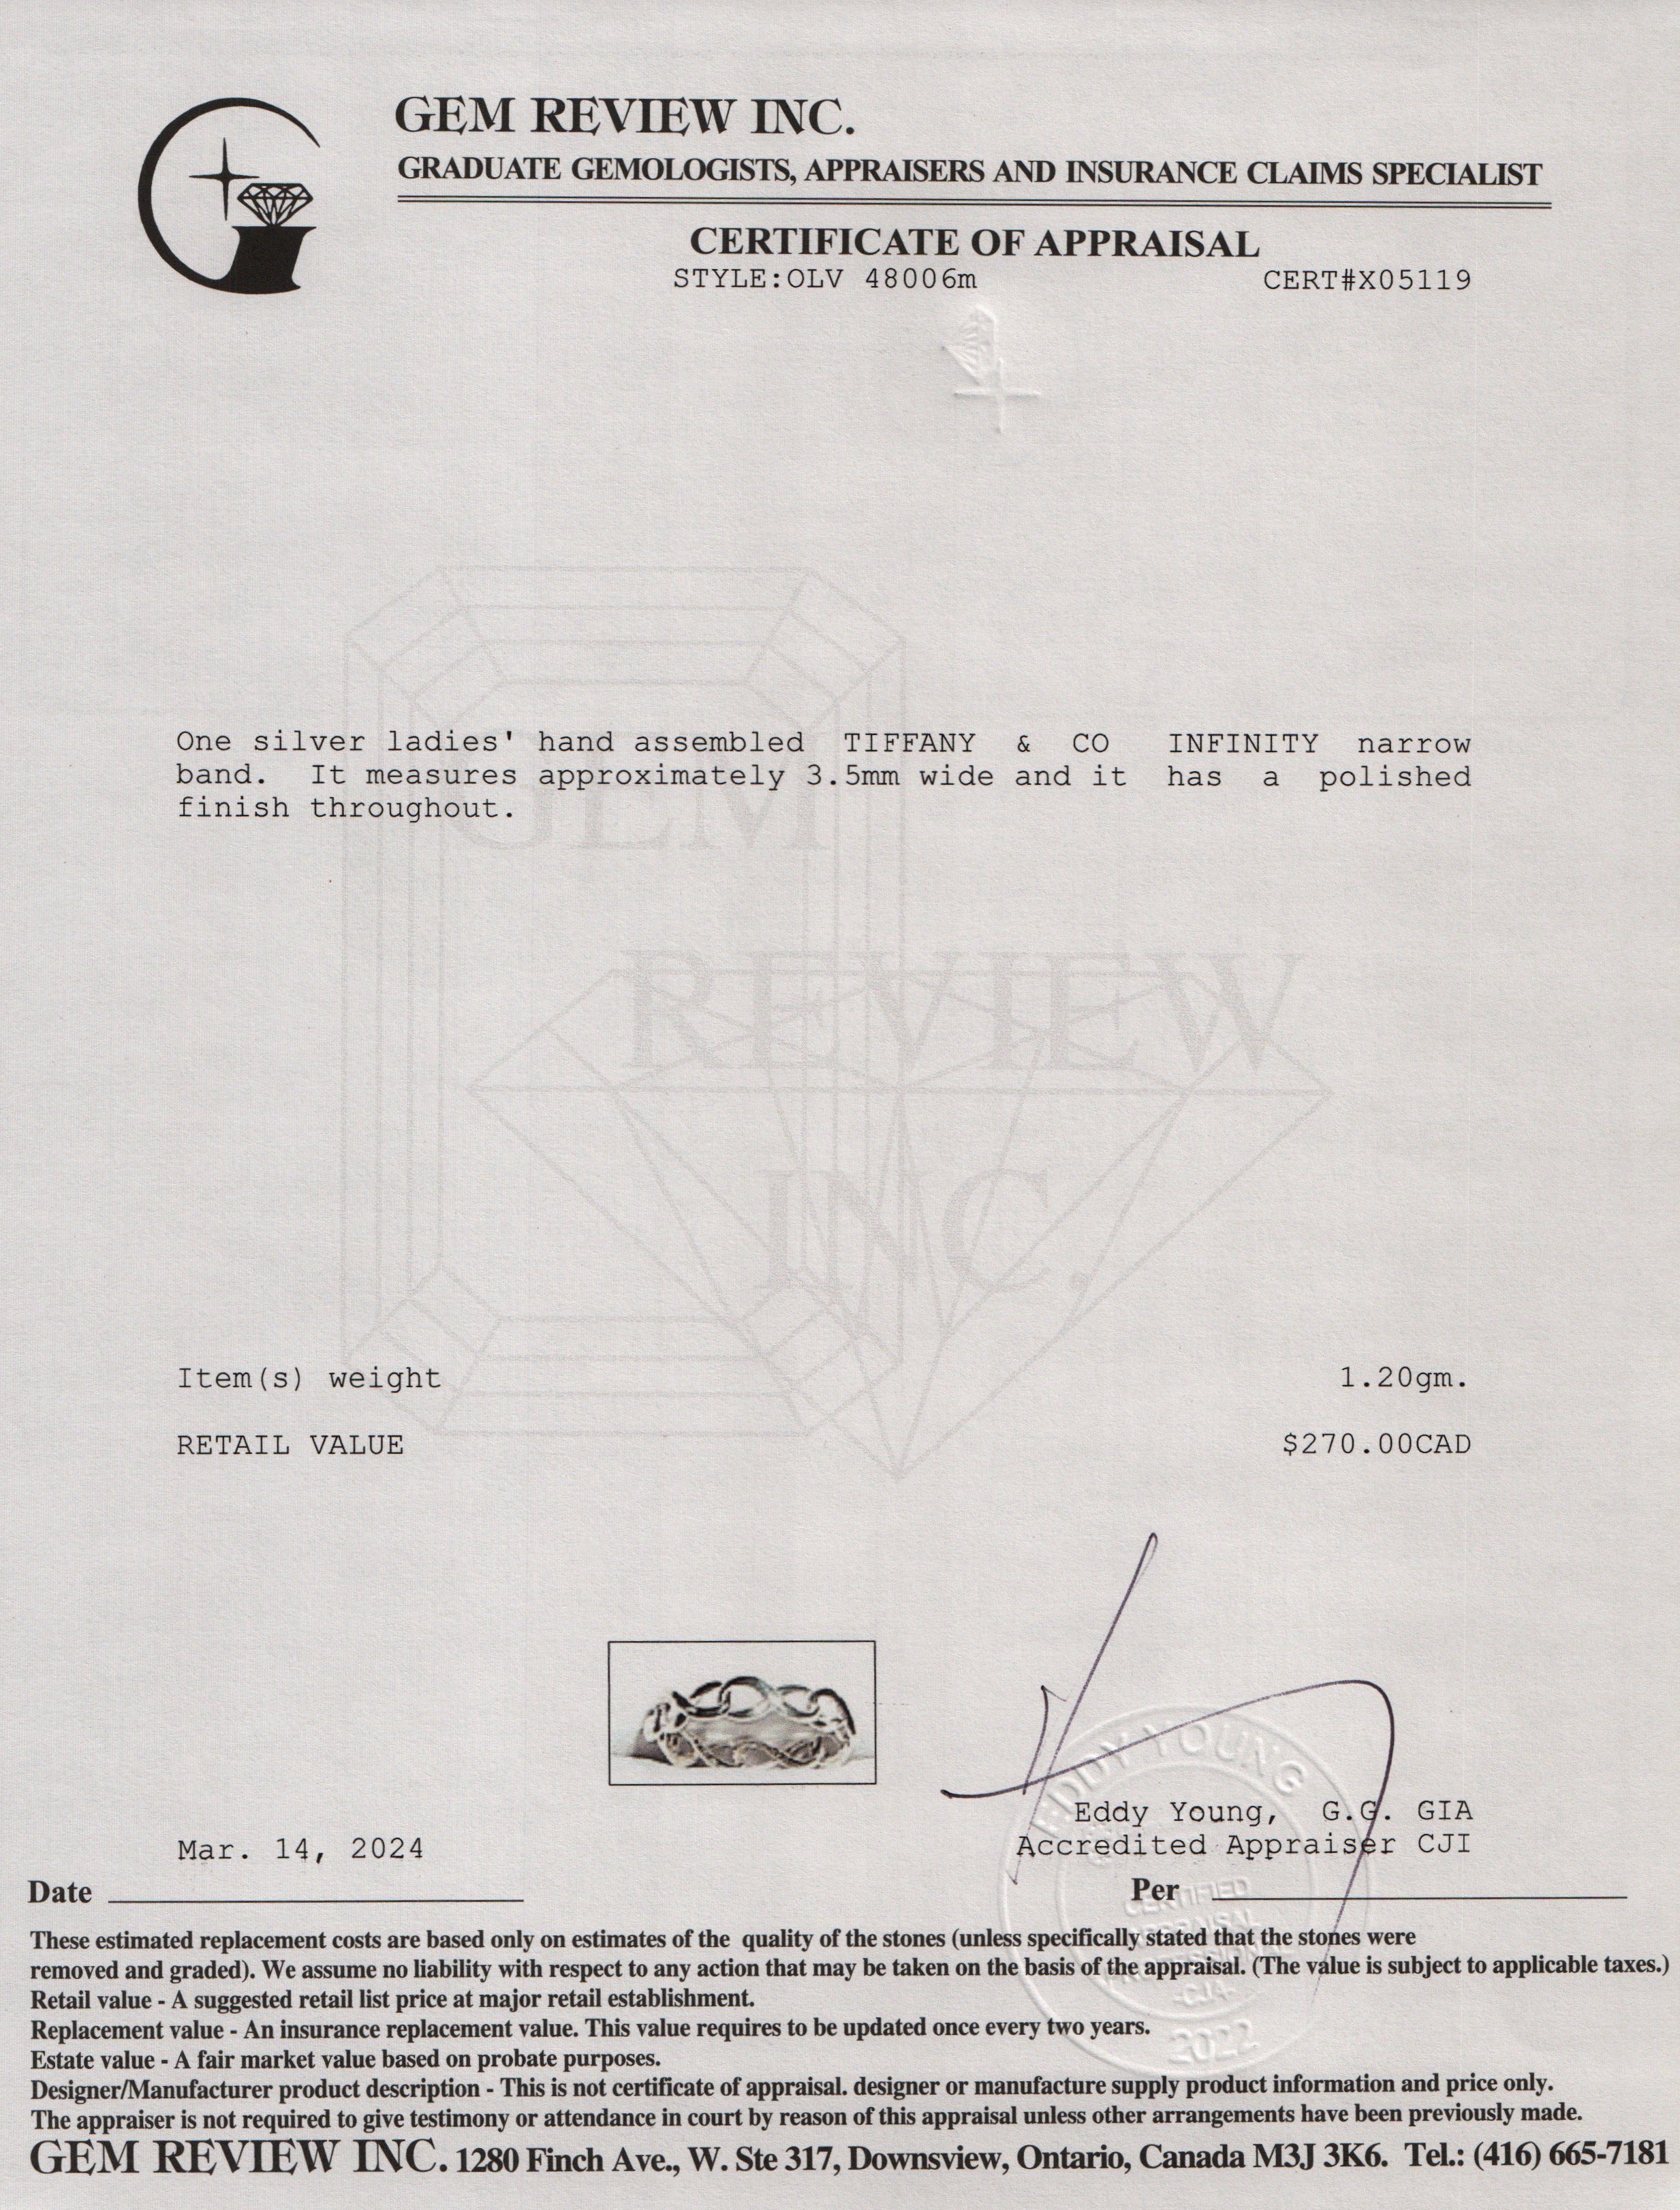 GEM REVIEW INC.
GRADUATE GEMOLOGISTS, APPRAISERS AND INSURANCE CLAIMS SPECIALIST
CERTIFICATE OF APPRAISAL
STYLE:OLV 48006m CERT#X05119
One silver ladies' hand assembled TIFFANY & CO INFINITY narrow
band. It measures approximately 3.5mm wide and it has a polished
finish throughout.
GEM
REVIEW
INC.
Item(s) weight 1.20gm.
RETAIL VALUE $270.00CAD
EDDY YOUNG
Eddy Young, G.G. GIA
Mar. 14, 2024 Accredited Appraiser CJI
Date Per
CERTIFIED
APPRAISAL
PROFESSIONAL
-CJA-
2022
These estimated replacement costs are based only on estimates of the quality of the stones (unless specifically stated that the stones were
removed and graded). We assume no liability with respect to any action that may be taken on the basis of the appraisal. (The value is subject to applicable taxes.)
Retail value - A suggested retail list price at major retail establishment.
Replacement value - An insurance replacement value. This value requires to be updated once every two years.
Estate value - A fair market value based on probate purposes.
Designer/Manufacturer product description - This is not certificate of appraisal. designer or manufacture supply product information and price only.
The appraiser is not required to give testimony or attendance in court by reason of this appraisal unless other arrangements have been previously made.
GEM REVIEW INC. 1280 Finch Ave., W. Ste 317, Downsview, Ontario, Canada M3J 3K6. Tel.: (416) 665-7181